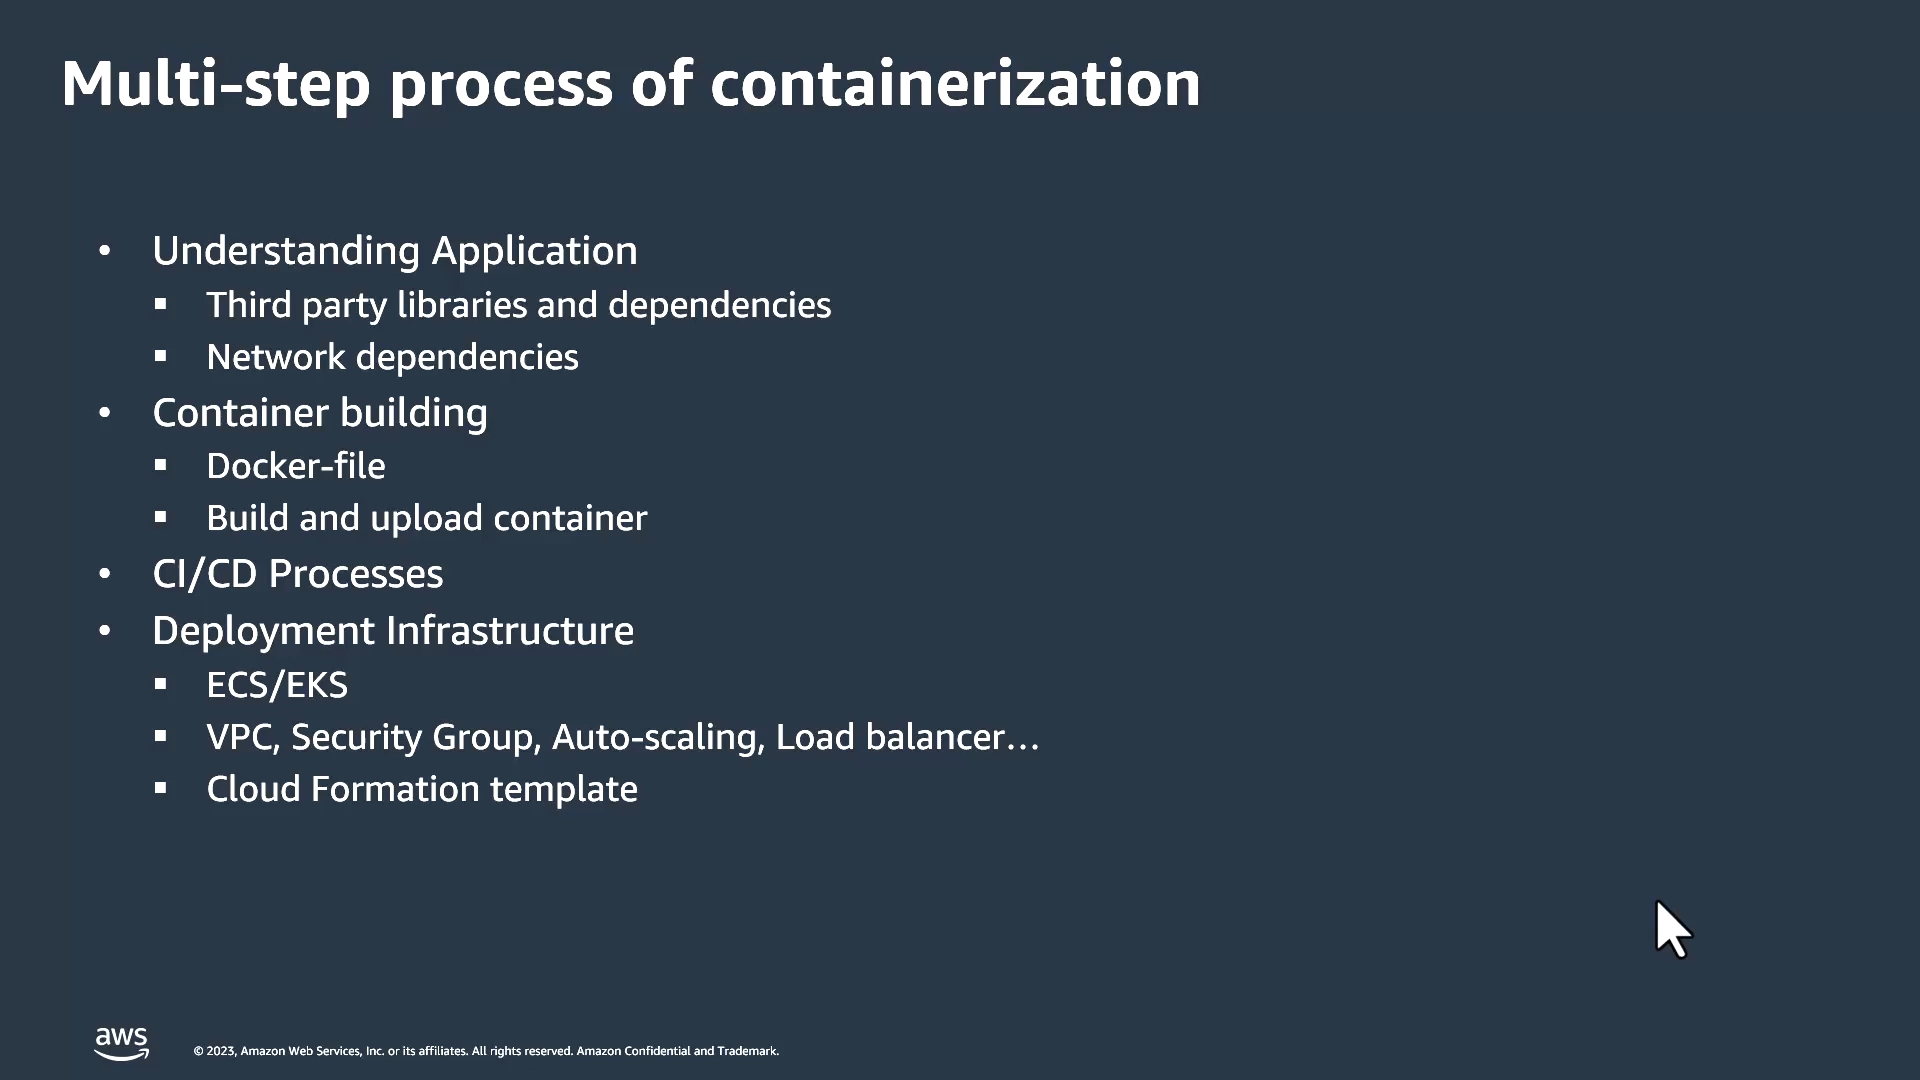 Multi-step process of containerization
• Understanding Application
▪ Third party libraries and dependencies
▪ Network dependencies
• Container building
▪ Docker-file
▪ Build and upload container
• CI/CD Processes
• Deployment Infrastructure
▪ ECS/EKS
▪ VPC, Security Group, Auto-scaling, Load balancer…
▪ Cloud Formation template
aws
© 2023, Amazon Web Services, Inc. or its affiliates. All rights reserved. Amazon Confidential and Trademark.